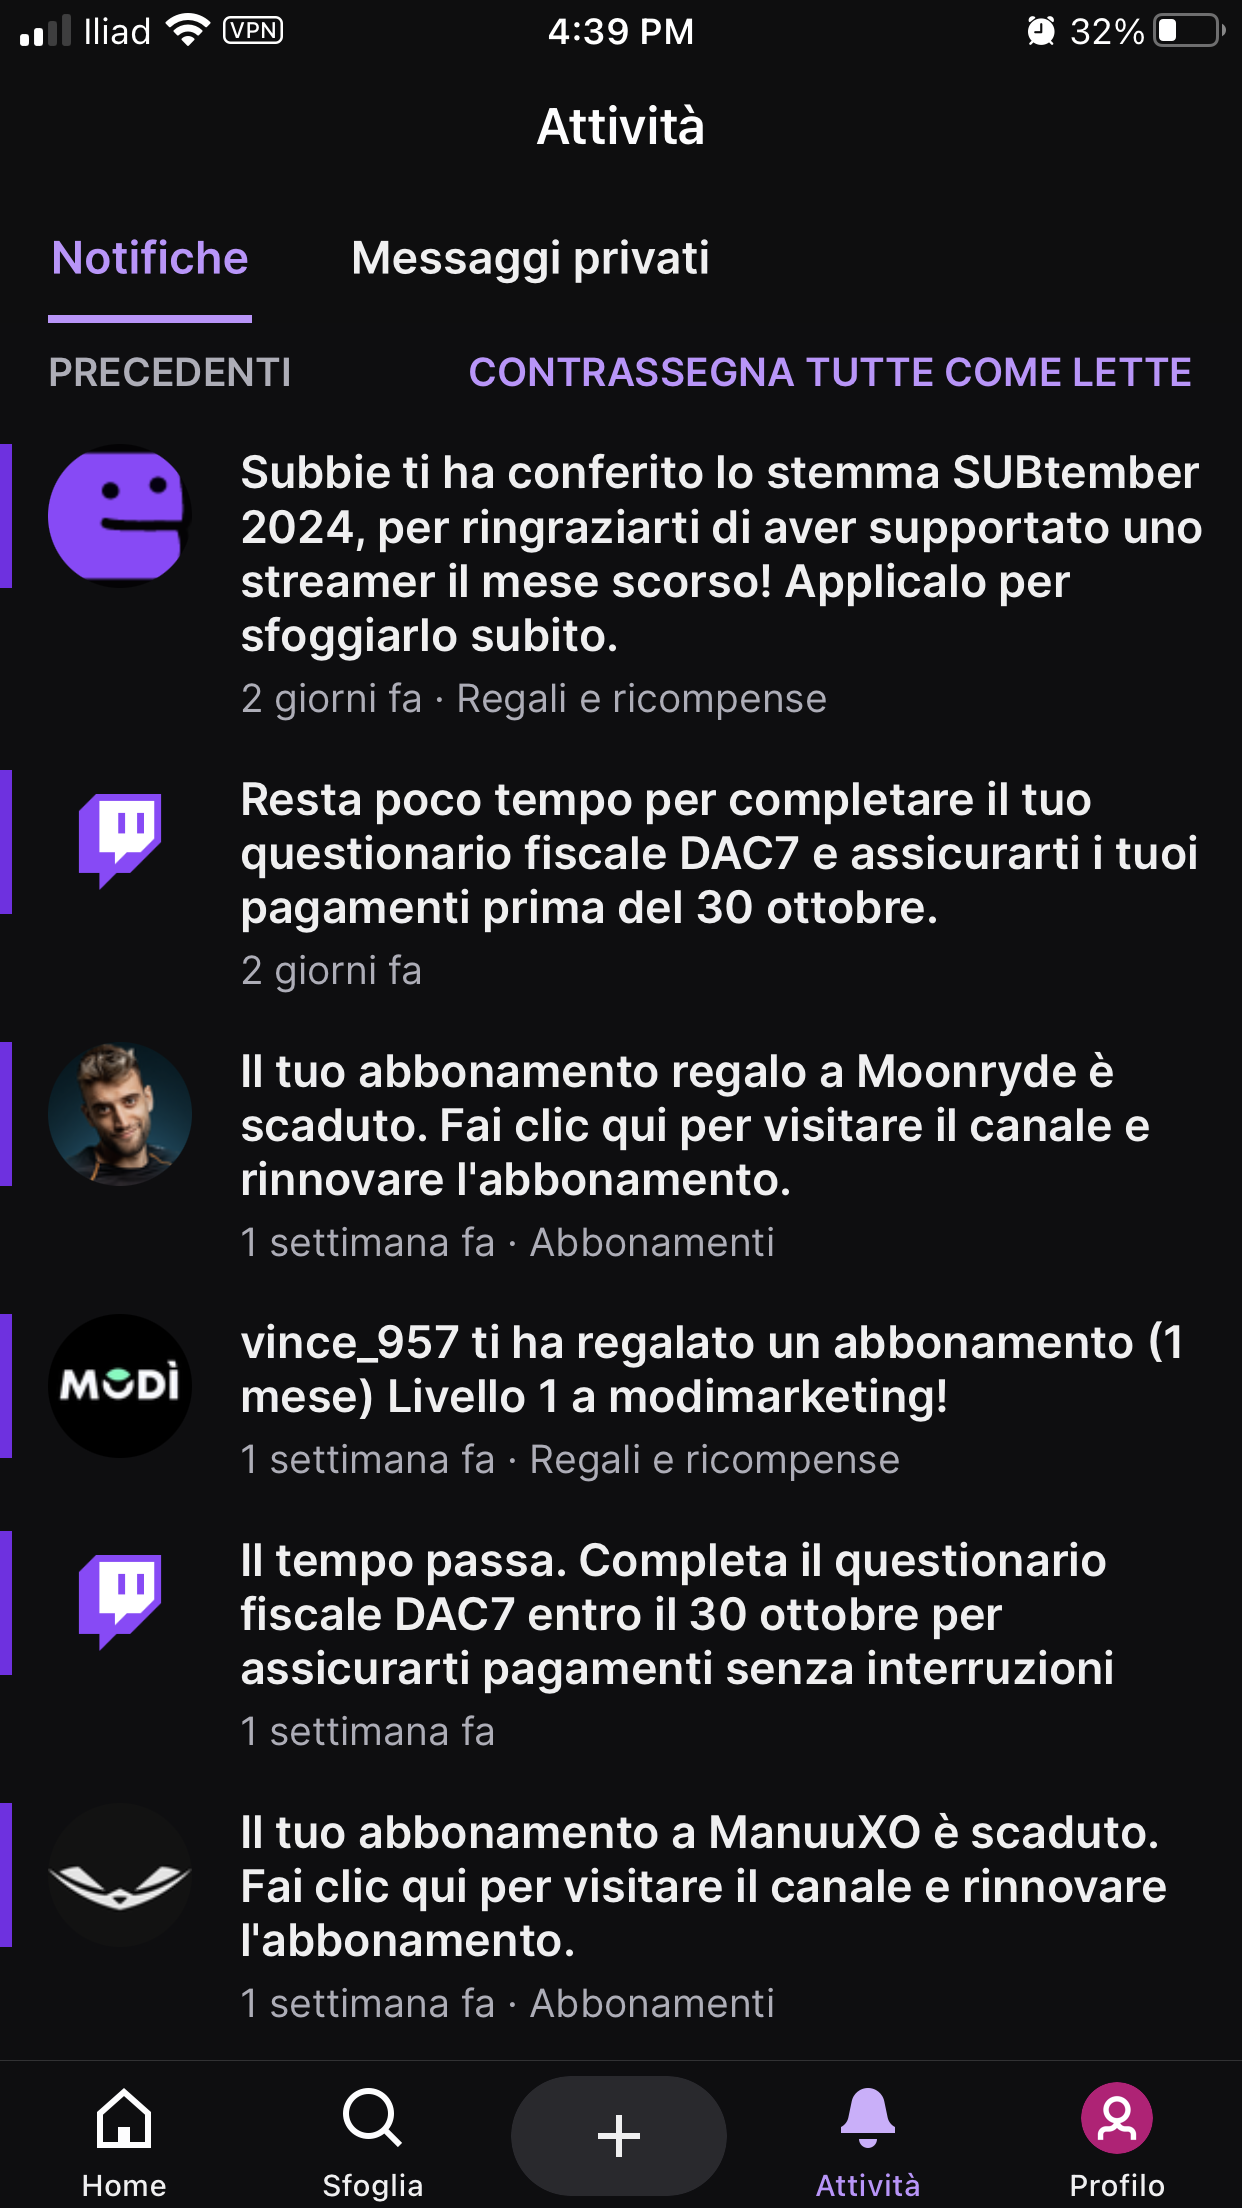 Iliad VPN 4:39 PM 32%
Attività
Notifiche Messaggi privati
PRECEDENTI CONTRASSEGNA TUTTE COME LETTE
Subbie ti ha conferito lo stemma SUBtember
2024, per ringraziarti di aver supportato uno
streamer il mese scorso! Applicalo per
sfoggiarlo subito.
2 giorni fa · Regali e ricompense
Resta poco tempo per completare il tuo
questionario fiscale DAC7 e assicurarti i tuoi
pagamenti prima del 30 ottobre.
2 giorni fa
Il tuo abbonamento regalo a Moonryde è
scaduto. Fai clic qui per visitare il canale e
rinnovare l'abbonamento.
1 settimana fa · Abbonamenti
MODÌ
vince_957 ti ha regalato un abbonamento (1
mese) Livello 1 a modimarketing!
1 settimana fa · Regali e ricompense
Il tempo passa. Completa il questionario
fiscale DAC7 entro il 30 ottobre per
assicurarti pagamenti senza interruzioni
1 settimana fa
Il tuo abbonamento a ManuuXO è scaduto.
Fai clic qui per visitare il canale e rinnovare
l'abbonamento.
1 settimana fa · Abbonamenti
Home Sfoglia Attività Profilo